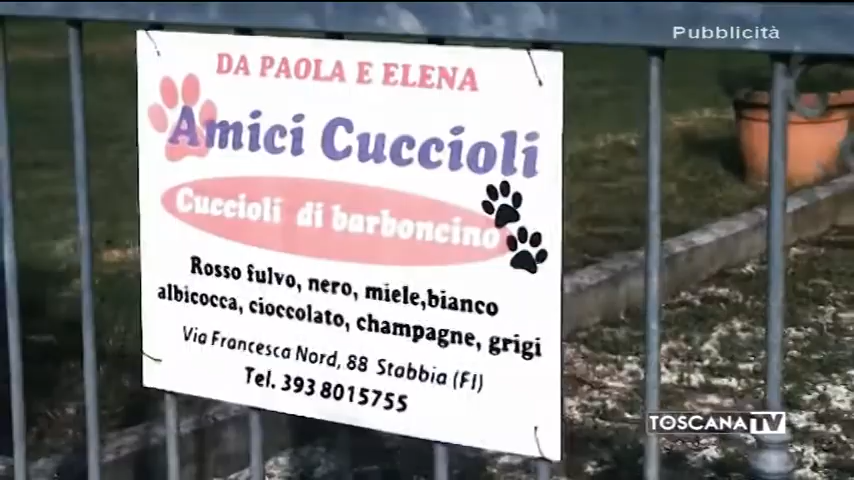 Pubblicità
DA PAOLA E ELENA
Amici Cuccioli
Cuccioli di barboncino
Rosso fulvo, nero, miele,bianco
albicocca, cioccolato, champagne, grigi
Via Francesca Nord, 88 Stabbia (FI)
Tel. 393 8015755
TOSCANA TV